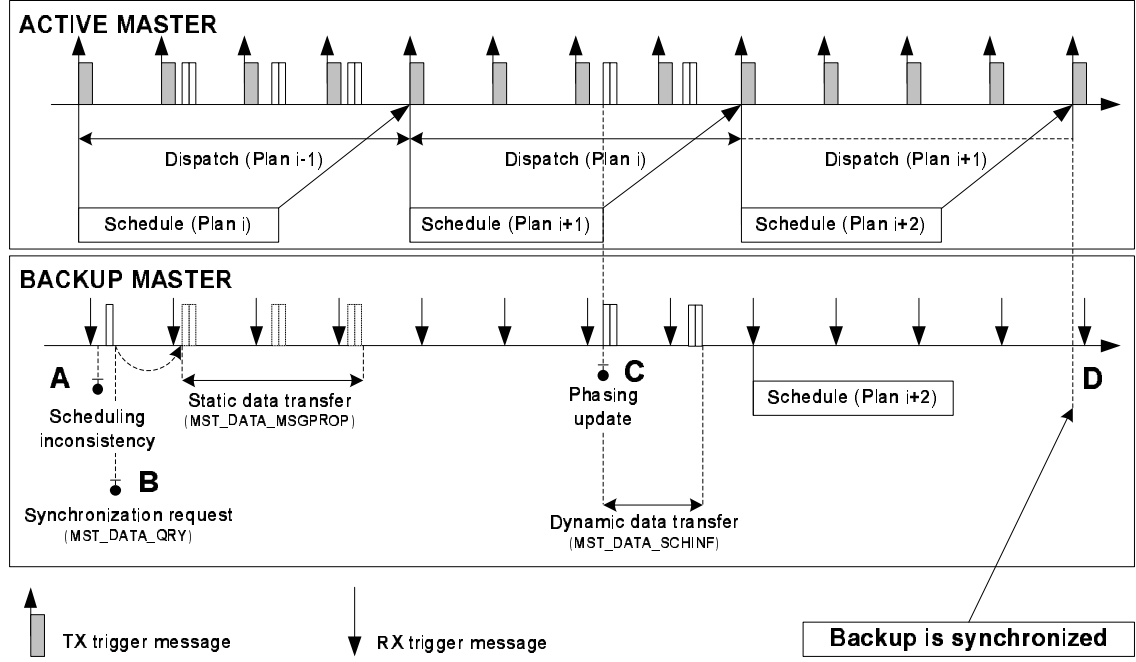 ACTIVE MASTER
Dispatch (Plan i-1)
Dispatch (Plan i)
Dispatch (Plan i+1)
Schedule (Plan i)
Schedule (Plan i+1)
Schedule (Plan i+2)
BACKUP MASTER
A
Scheduling
inconsistency
B
Synchronization request
(MST_DATA_QRY)
Static data transfer
(MST_DATA_MSGPROP)
C
Phasing
update
Dynamic data transfer
(MST_DATA_SCHINF)
Schedule (Plan i+2)
D
TX trigger message
RX trigger message
Backup is synchronized